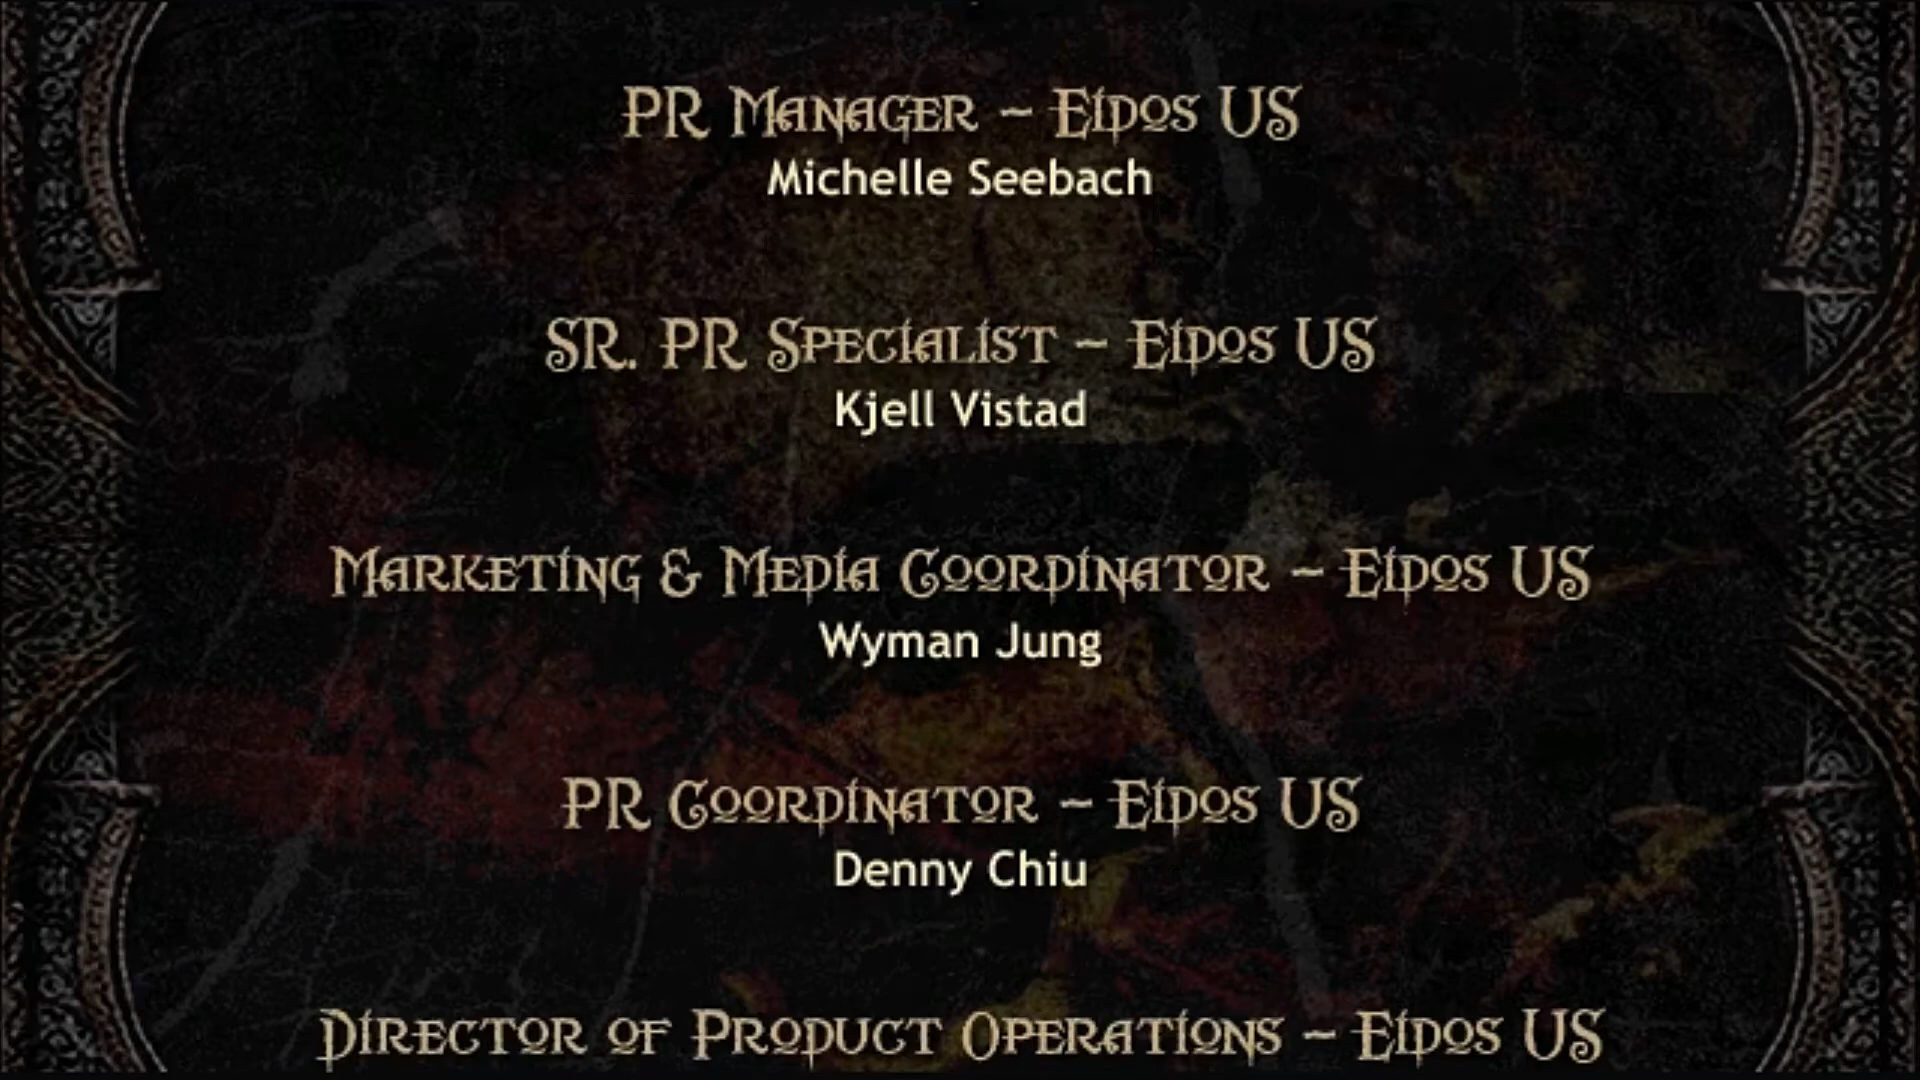 PR Manager - Eidos US
Michelle Seebach
SR. PR Specialist - Eidos US
Kjell Vistad
Marketing & Media Coordinator - Eidos US
Wyman Jung
PR Coordinator - Eidos US
Denny Chiu
Director of Product Operations - Eidos US